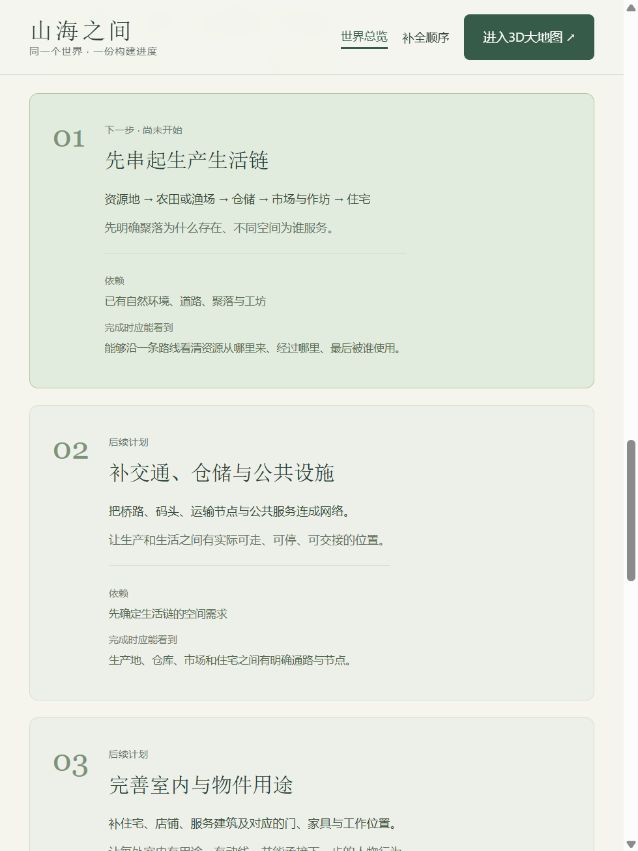 山海之间
同一个世界 · 一份构建进度
世界总览
补全顺序
进入3D大地图 ↗
01
下一步 · 尚未开始
先串起生产生活链
资源地 → 农田或渔场 → 仓储 → 市场与作坊 → 住宅
先明确聚落为什么存在、不同空间为谁服务。
依赖
已有自然环境、道路、聚落与工坊
完成时应能看到
能够沿一条路线看清资源从哪里来、经过哪里、最后被谁使用。
02
后续计划
补交通、仓储与公共设施
把桥路、码头、运输节点与公共服务连成网络。
让生产和生活之间有实际可走、可停、可交接的位置。
依赖
先确定生活链的空间需求
完成时应能看到
生产地、仓库、市场和住宅之间有明确通路与节点。
03
后续计划
完善室内与物件用途
补住宅、店铺、服务建筑及对应的门、家具与工作位置。